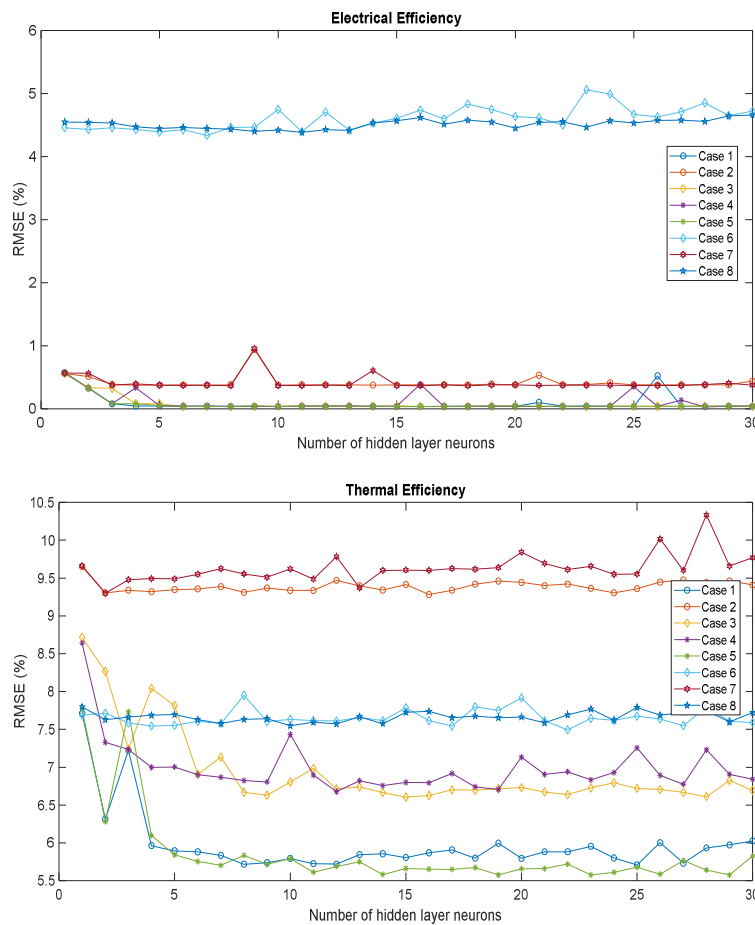 Electrical Efficiency
RMSE (%)
6
5
4
3
2
1
0
0 5 10 15 20 25 30
Number of hidden layer neurons
Case 1
Case 2
Case 3
Case 4
Case 5
Case 6
Case 7
Case 8
Thermal Efficiency
RMSE (%)
10.5
10
9.5
9
8.5
8
7.5
7
6.5
6
5.5
0 5 10 15 20 25 30
Number of hidden layer neurons
Case 1
Case 2
Case 3
Case 4
Case 5
Case 6
Case 7
Case 8